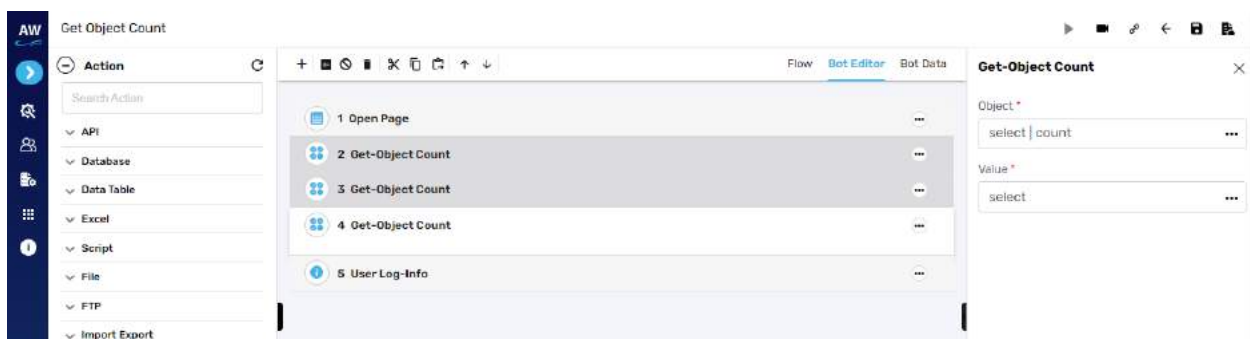 AW
Get Object Count
Action
Search Action
API
Database
Data Table
Excel
Script
File
FTP
Import Export
Flow Bot Editor Bot Data
1 Open Page
2 Get-Object Count
3 Get-Object Count
4 Get-Object Count
5 User Log-Info
Get-Object Count
Object *
select | count
Value *
select